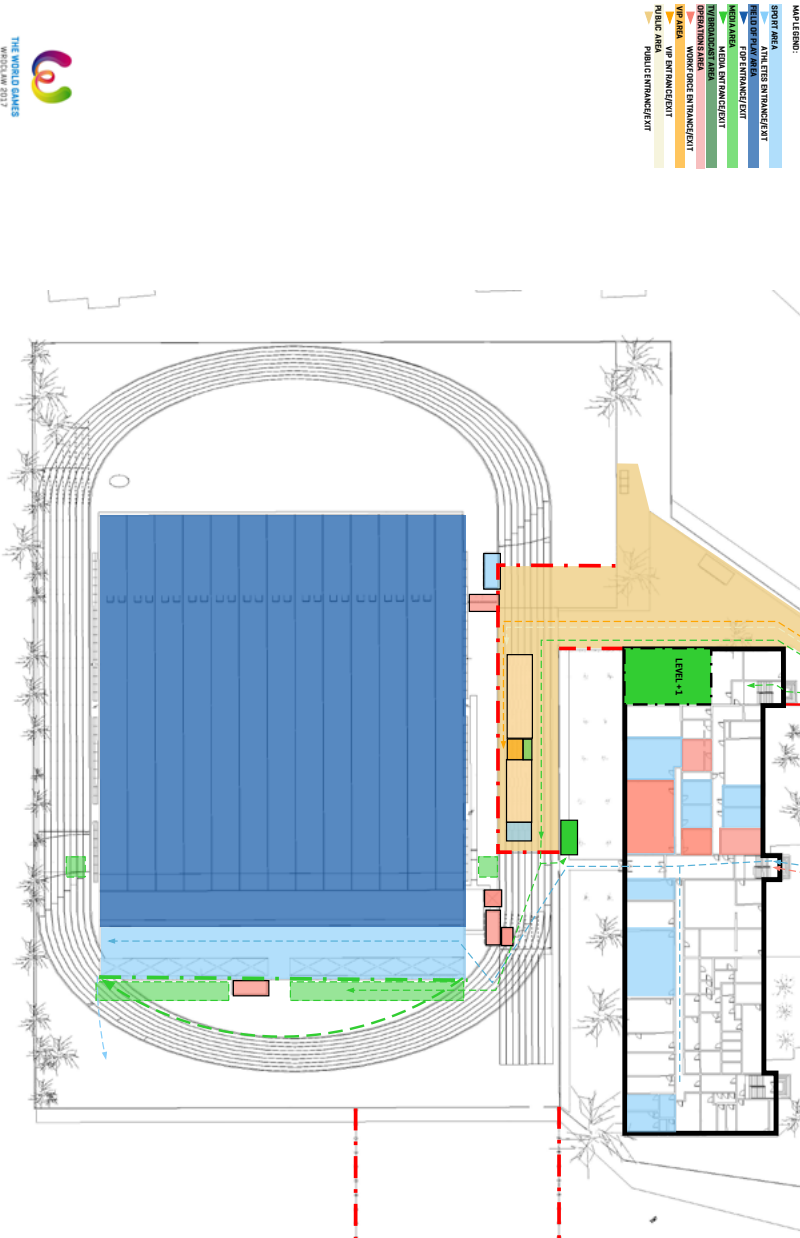 MAP LEGEND:
SPORT AREA
ATHLETES ENTRANCE/EXIT
FIELD OF PLAY AREA
FOP ENTRANCE/EXIT
MEDIA AREA
MEDIA ENTRANCE/EXIT
TV/BROADCAST AREA
OPERATIONS AREA
WORKFORCE ENTRANCE/EXIT
VIP AREA
VIP ENTRANCE/EXIT
PUBLIC AREA
PUBLIC ENTRANCE/EXIT
THE WORLD GAMES
WROCŁAW 2017
LEVEL +1